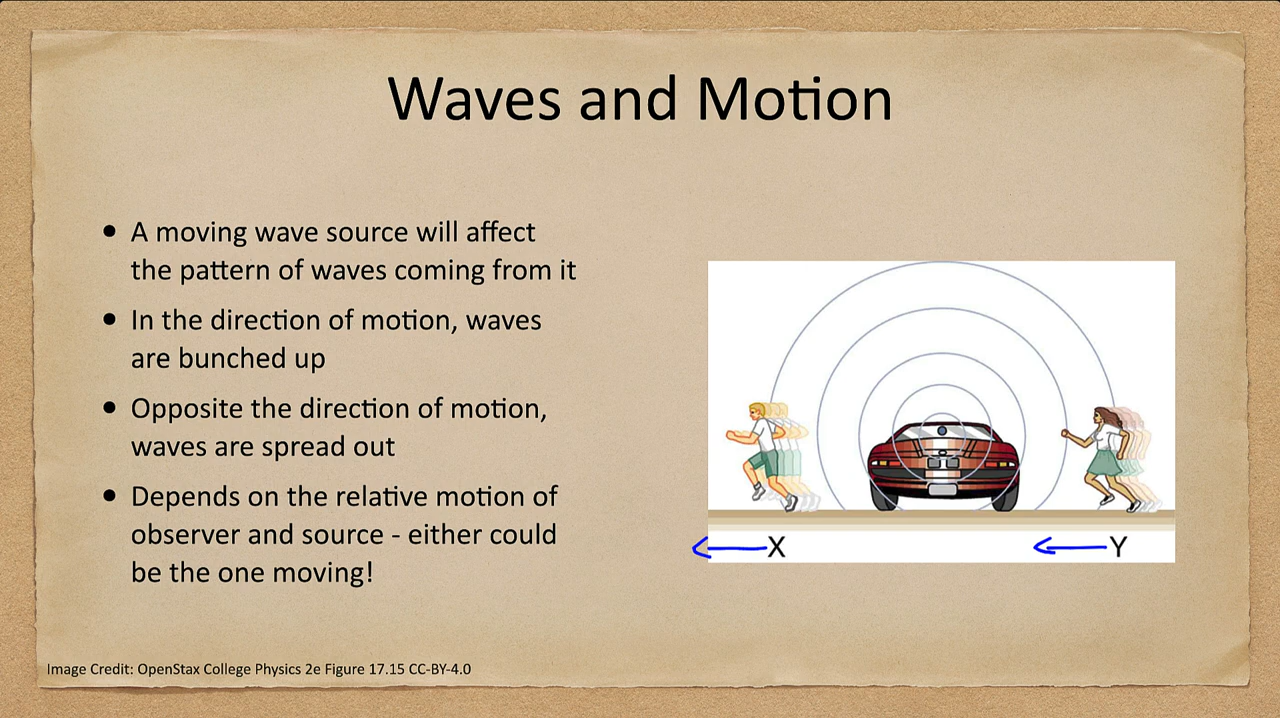 Waves and Motion
• A moving wave source will affect
the pattern of waves coming from it
• In the direction of motion, waves
are bunched up
• Opposite the direction of motion,
waves are spread out
• Depends on the relative motion of
observer and source - either could
be the one moving!
X
Y
Image Credit: OpenStax College Physics 2e Figure 17.15 CC-BY-4.0